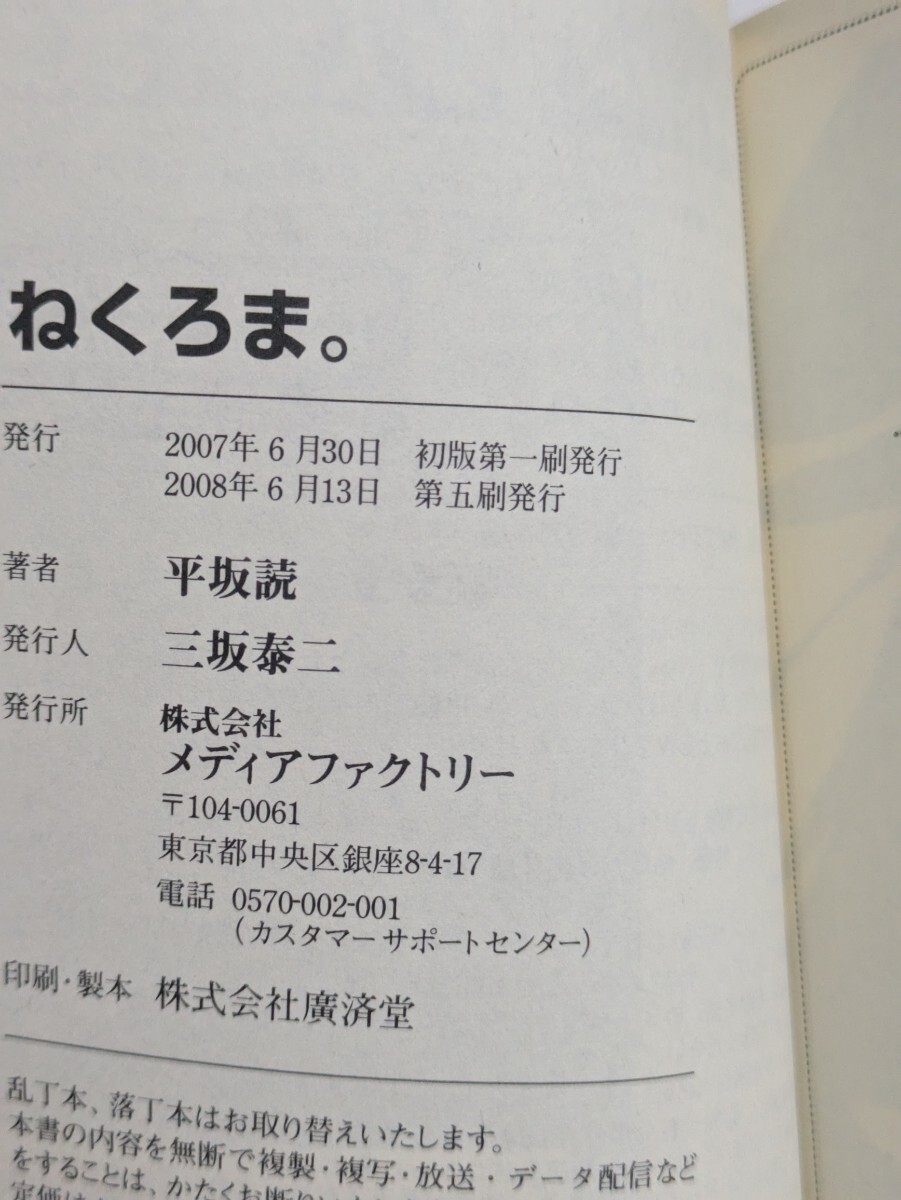 ねくろま。
発行 2007年6月30日 初版第一刷発行
2008年6月13日 第五刷発行
著者 平坂読
発行人 三坂泰二
発行所 株式会社
メディアファクトリー
〒104-0061
東京都中央区銀座8-4-17
電話 0570-002-001
(カスタマーサポートセンター)
印刷・製本 株式会社廣済堂
乱丁本、落丁本はお取り替えいたします。
本書の内容を無断で複製・複写・放送・データ配信など
をすることは、かたくお断り
定価は